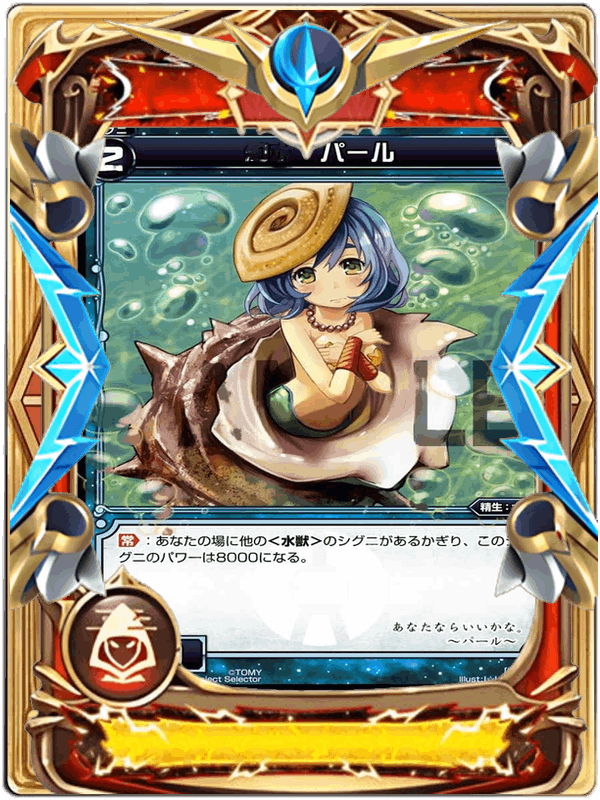 2
パール
精生:
常:あなたの場に他の<水獣>のシグニがあるかぎり、この
グニのパワーは8000になる。
あなたならいいかな。
~パール~
©TOMY
ect Selector
Illust: